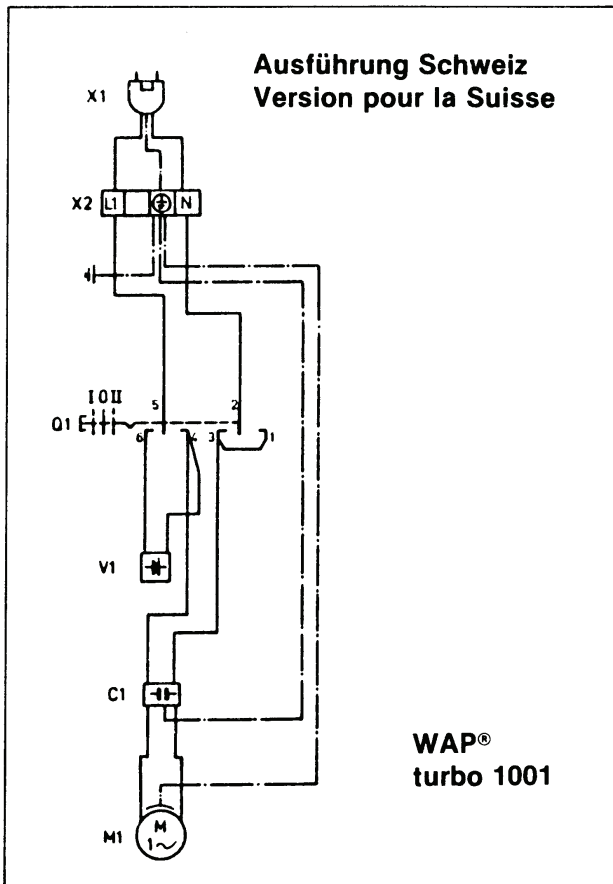 Ausführung Schweiz
Version pour la Suisse
X1
X2 L1 N
I O II
5 2
Q1
6 4 3 1
V1
C1
WAP®
turbo 1001
M1
M
1~